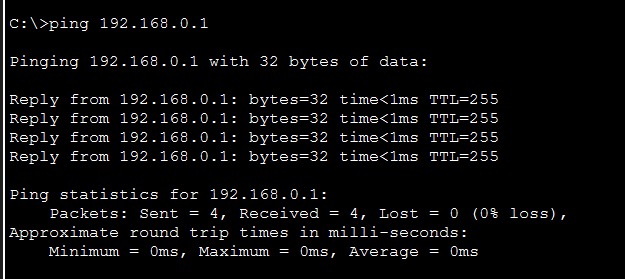 C:\>ping 192.168.0.1
Pinging 192.168.0.1 with 32 bytes of data:
Reply from 192.168.0.1: bytes=32 time<1ms TTL=255
Reply from 192.168.0.1: bytes=32 time<1ms TTL=255
Reply from 192.168.0.1: bytes=32 time<1ms TTL=255
Reply from 192.168.0.1: bytes=32 time<1ms TTL=255
Ping statistics for 192.168.0.1:
    Packets: Sent = 4, Received = 4, Lost = 0 (0% loss),
Approximate round trip times in milli-seconds:
    Minimum = 0ms, Maximum = 0ms, Average = 0ms